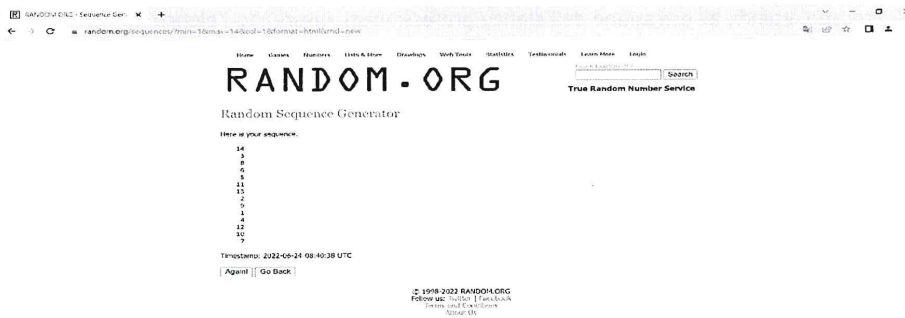 RANDOM.ORG - Sequence Gen
random.org/sequences/?min=1&max=14&col=1&format=html&rnd=new
Home Games Numbers Lists & More Drawings Web Tools Statistics Testimonials Learn More Login
RANDOM.ORG
Search
True Random Number Service
Random Sequence Generator
Here is your sequence.
14
3
8
6
5
11
13
2
9
1
4
12
10
7
Timestamp: 2022-06-24 08:40:38 UTC
Again! Go Back
© 1998-2022 RANDOM.ORG
Follow us: Twitter | Facebook
Terms and Conditions
About Us